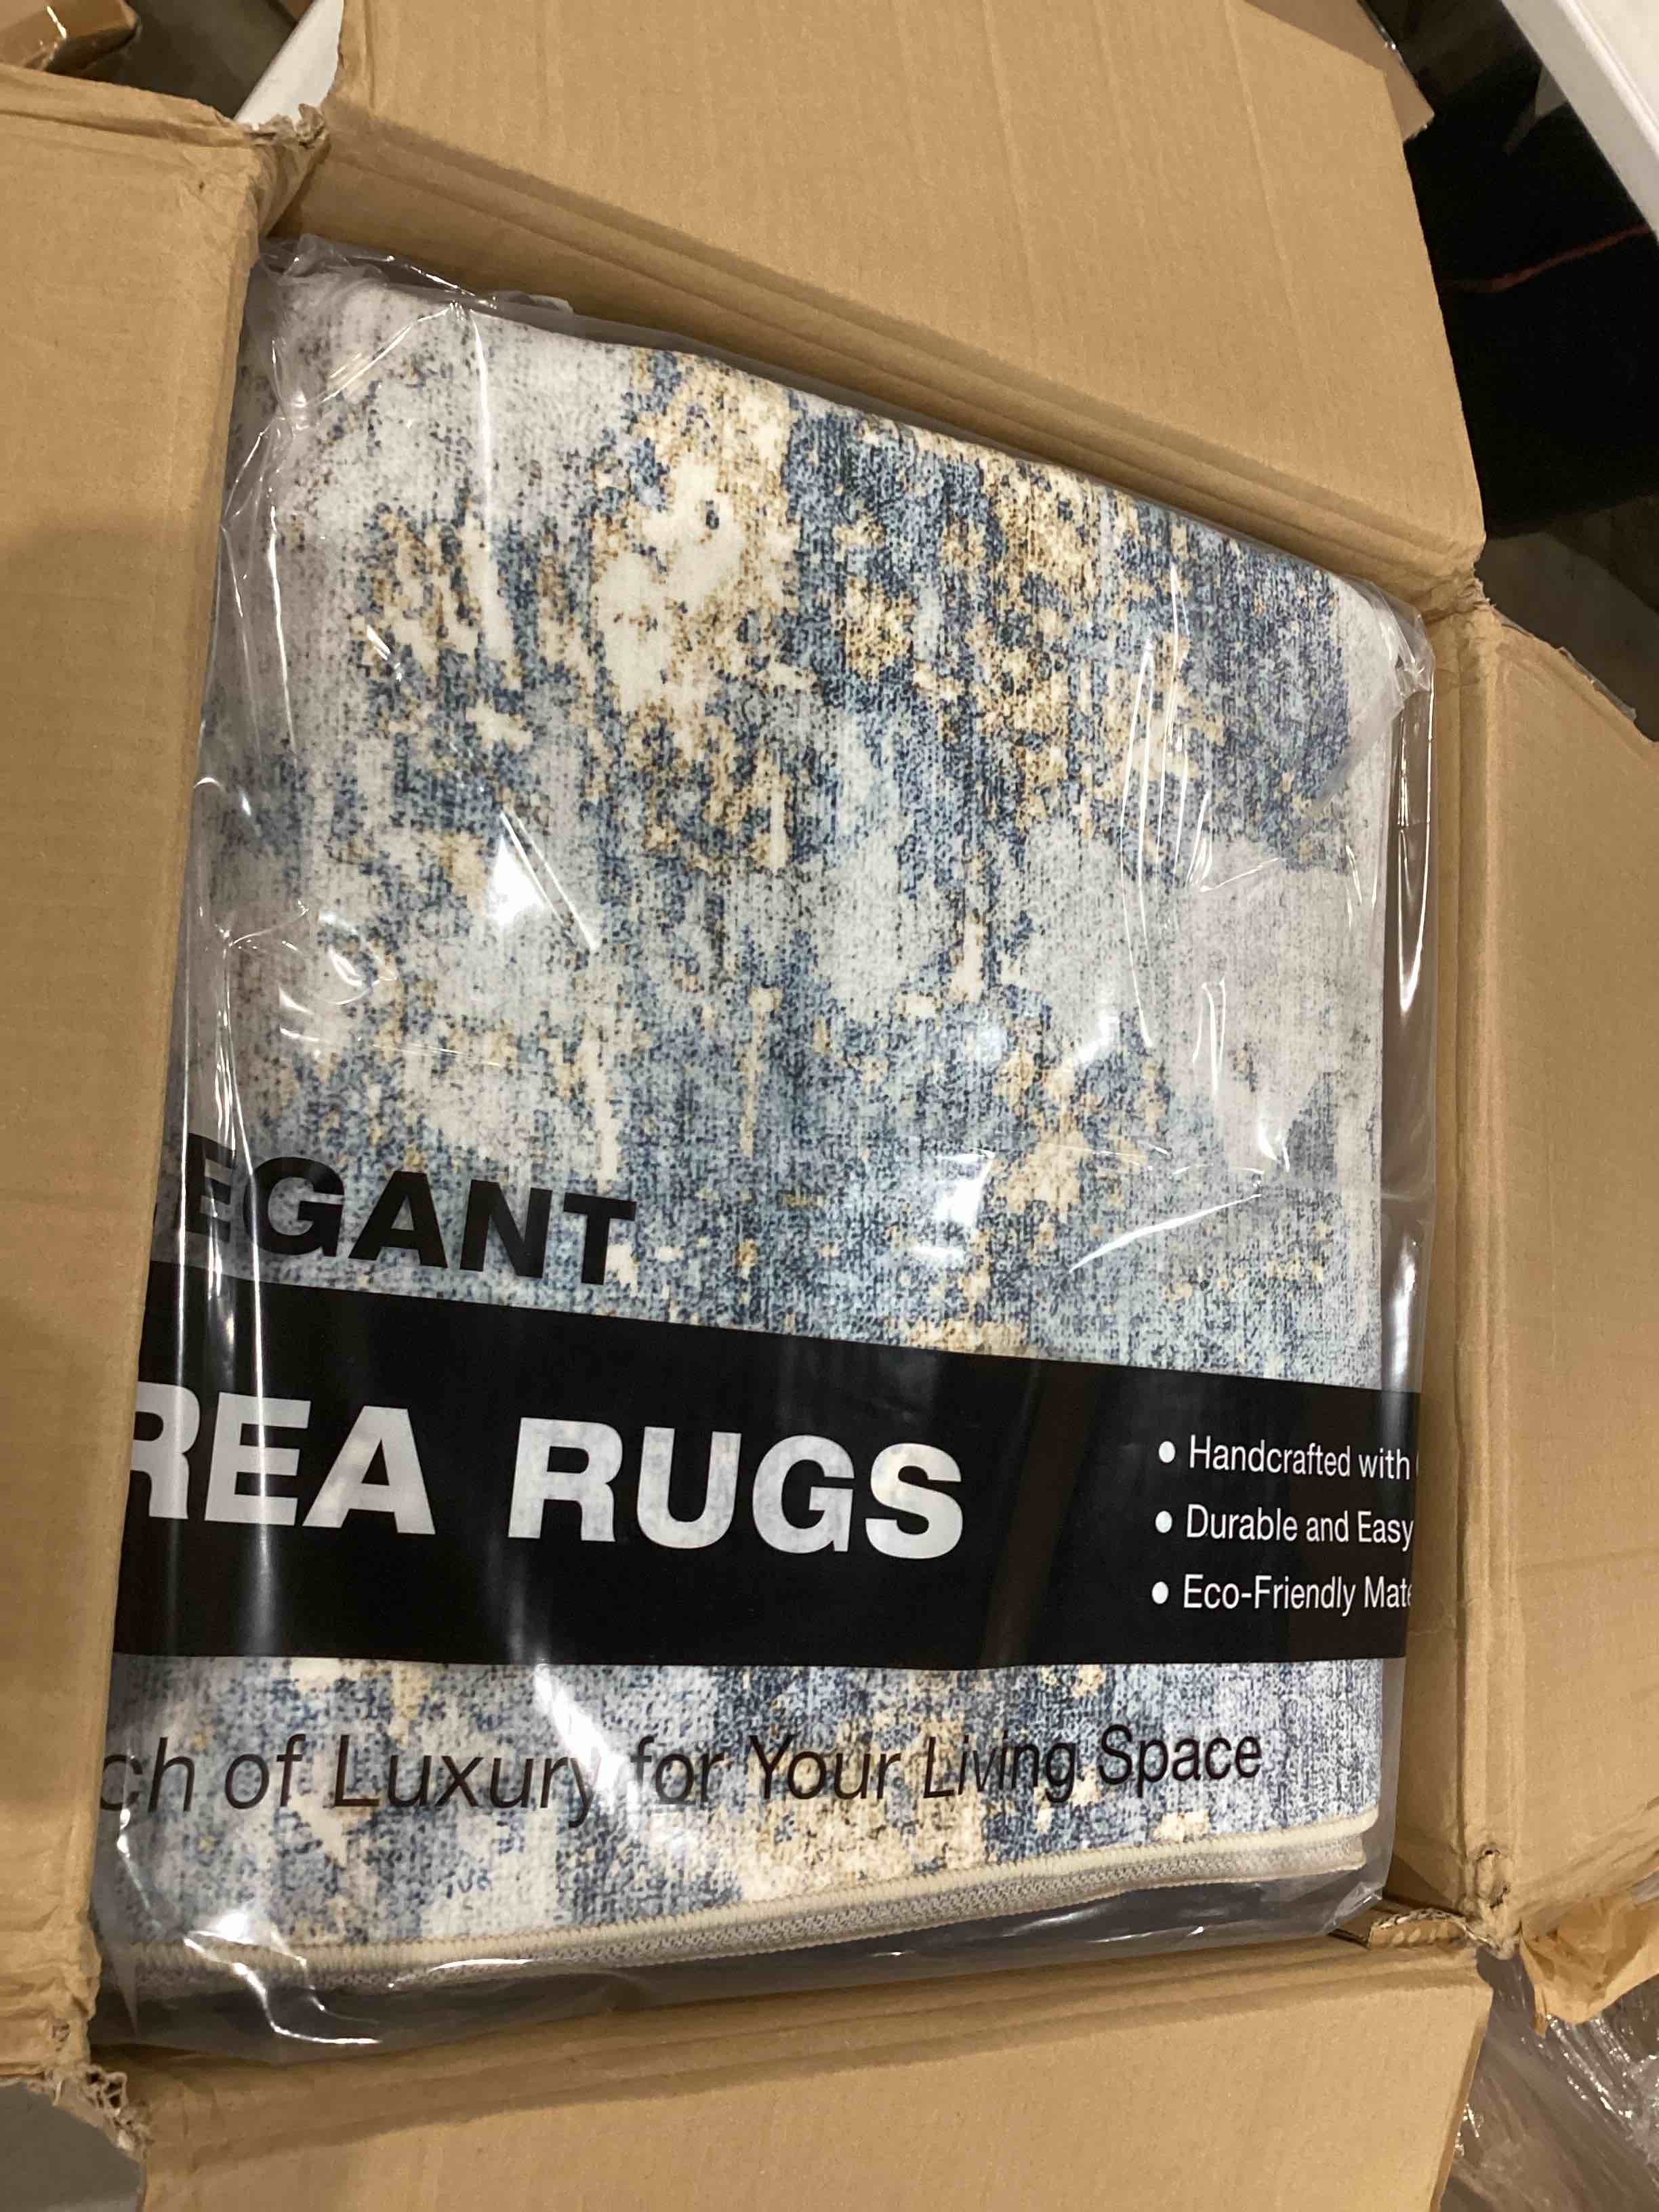 EGANT
REA RUGS
• Handcrafted with
• Durable and Easy
• Eco-Friendly Mate
ch of Luxury for Your Living Space